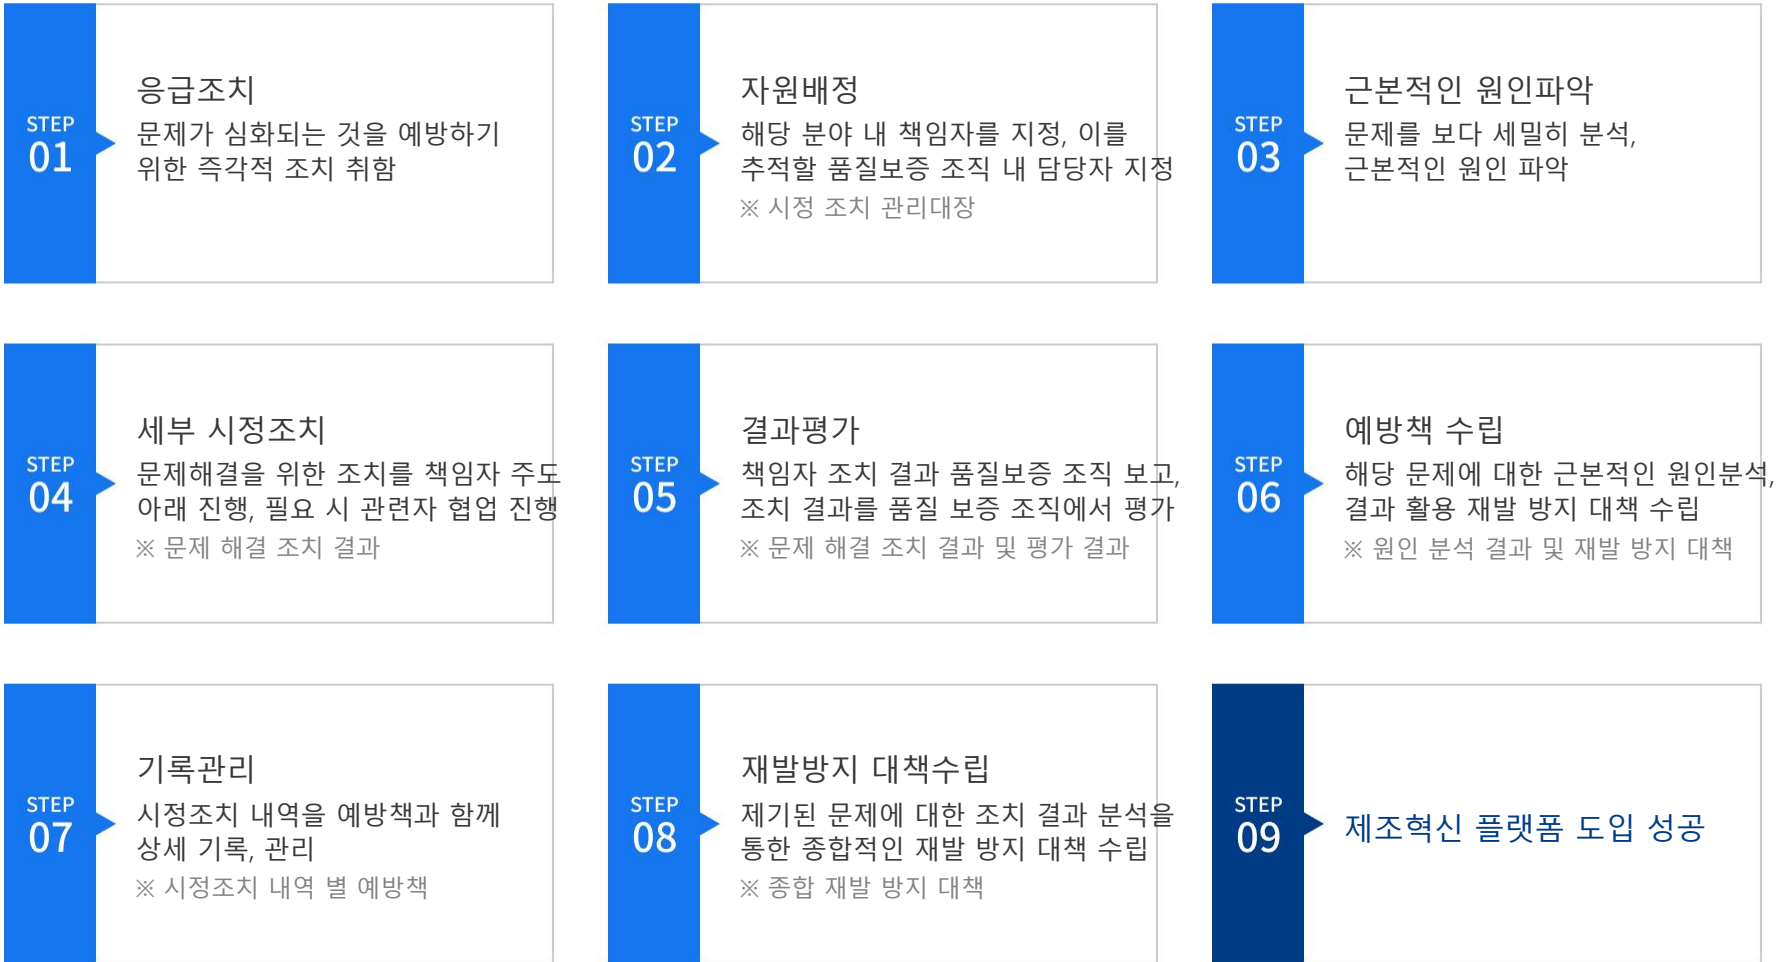 STEP
01
응급조치
문제가 심화되는 것을 예방하기
위한 즉각적 조치 취함
STEP
02
자원배정
해당 분야 내 책임자를 지정, 이를
추적할 품질보증 조직 내 담당자 지정
※ 시정 조치 관리대장
STEP
03
근본적인 원인파악
문제를 보다 세밀히 분석,
근본적인 원인 파악
STEP
04
세부 시정조치
문제해결을 위한 조치를 책임자 주도
아래 진행, 필요 시 관련자 협업 진행
※ 문제 해결 조치 결과
STEP
05
결과평가
책임자 조치 결과 품질보증 조직 보고,
조치 결과를 품질 보증 조직에서 평가
※ 문제 해결 조치 결과 및 평가 결과
STEP
06
예방책 수립
해당 문제에 대한 근본적인 원인분석,
결과 활용 재발 방지 대책 수립
※ 원인 분석 결과 및 재발 방지 대책
STEP
07
기록관리
시정조치 내역을 예방책과 함께
상세 기록, 관리
※ 시정조치 내역 별 예방책
STEP
08
재발방지 대책수립
제기된 문제에 대한 조치 결과 분석을
통한 종합적인 재발 방지 대책 수립
※ 종합 재발 방지 대책
STEP
09
제조혁신 플랫폼 도입 성공